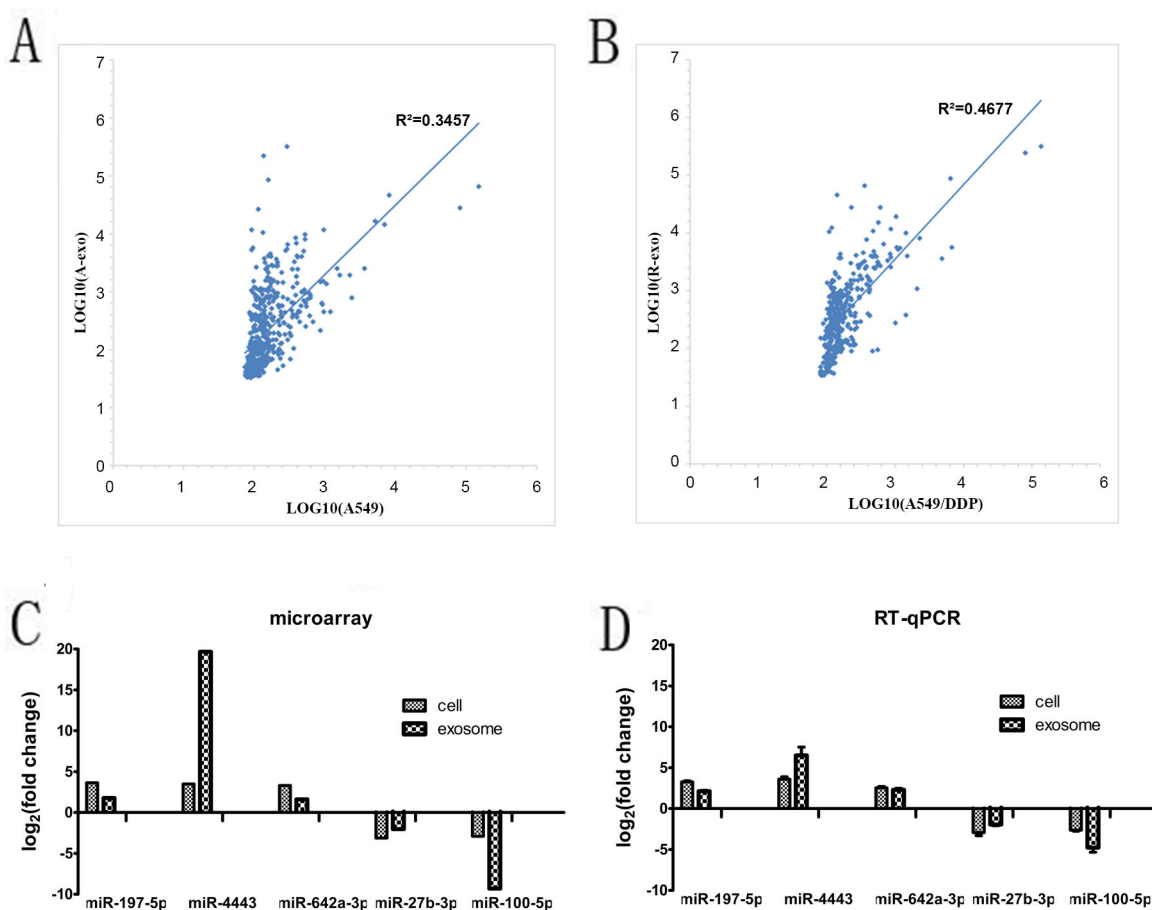 A
7
6
5
4
3
2
1
0
0 1 2 3 4 5 6
R²=0.3457
LOG10(A-exo)
LOG10(A549)
B
7
6
5
4
3
2
1
0
0 1 2 3 4 5 6
R²=0.4677
LOG10(R-exo)
LOG10(A549/DDP)
C
microarray
20
15
10
5
0
-5
-10
log2(fold change)
cell
exosome
miR-197-5p miR-4443 miR-642a-3p miR-27b-3p miR-100-5p
D
RT-qPCR
20
15
10
5
0
-5
-10
log2(fold change)
cell
exosome
miR-197-5p miR-4443 miR-642a-3p miR-27b-3p miR-100-5p